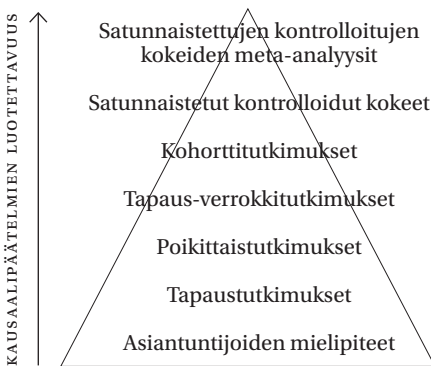 KAUSAALIPÄÄTELMIEN LUOTETTAVUUS
Satunnaistettujen kontrolloitujen
kokeiden meta-analyysit
Satunnaistetut kontrolloidut kokeet
Kohorttitutkimukset
Tapaus-verrokkitutkimukset
Poikittaistutkimukset
Tapaustutkimukset
Asiantuntijoiden mielipiteet